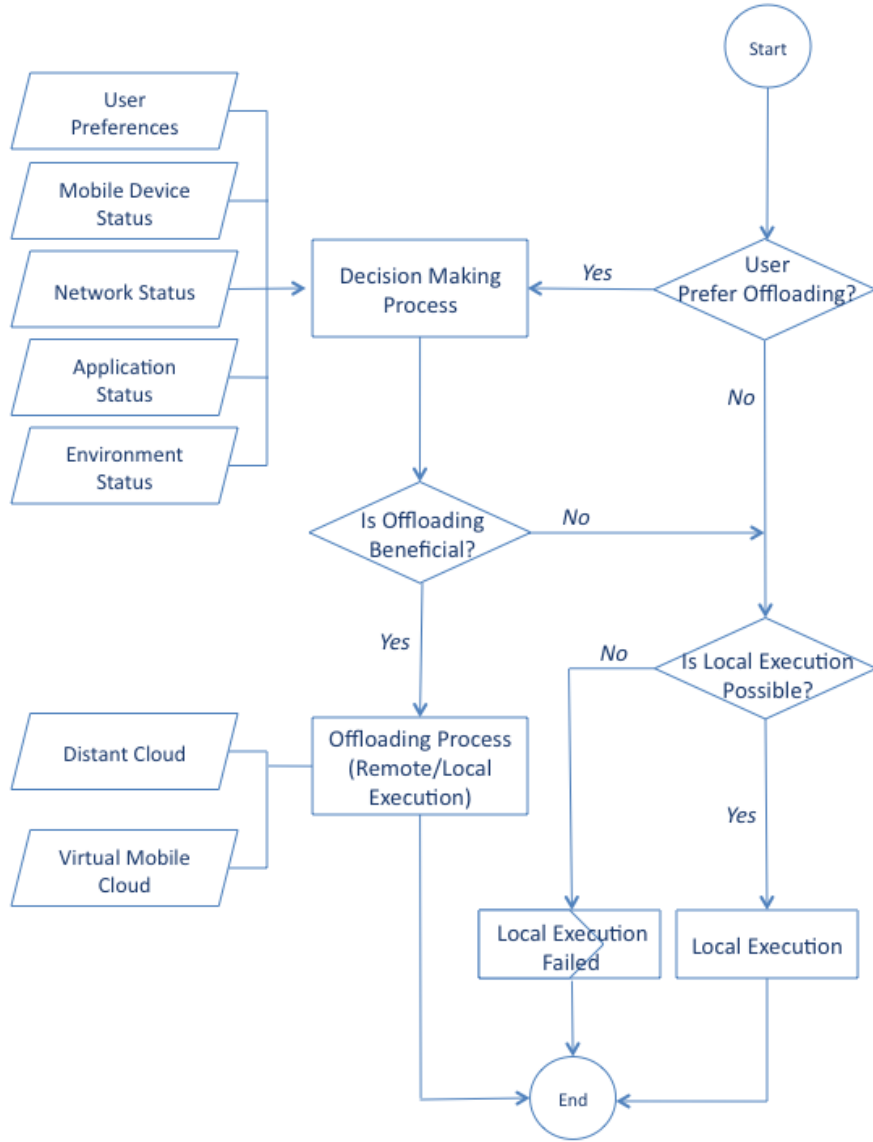 Start
User
Preferences
Mobile Device
Status
Network Status
Application
Status
Environment
Status
Decision Making
Process
Yes
User
Prefer Offloading?
No
Is Offloading
Beneficial?
No
Yes
No
Is Local Execution
Possible?
Distant Cloud
Virtual Mobile
Cloud
Offloading Process
(Remote/Local
Execution)
Yes
Local Execution
Failed
Local Execution
End